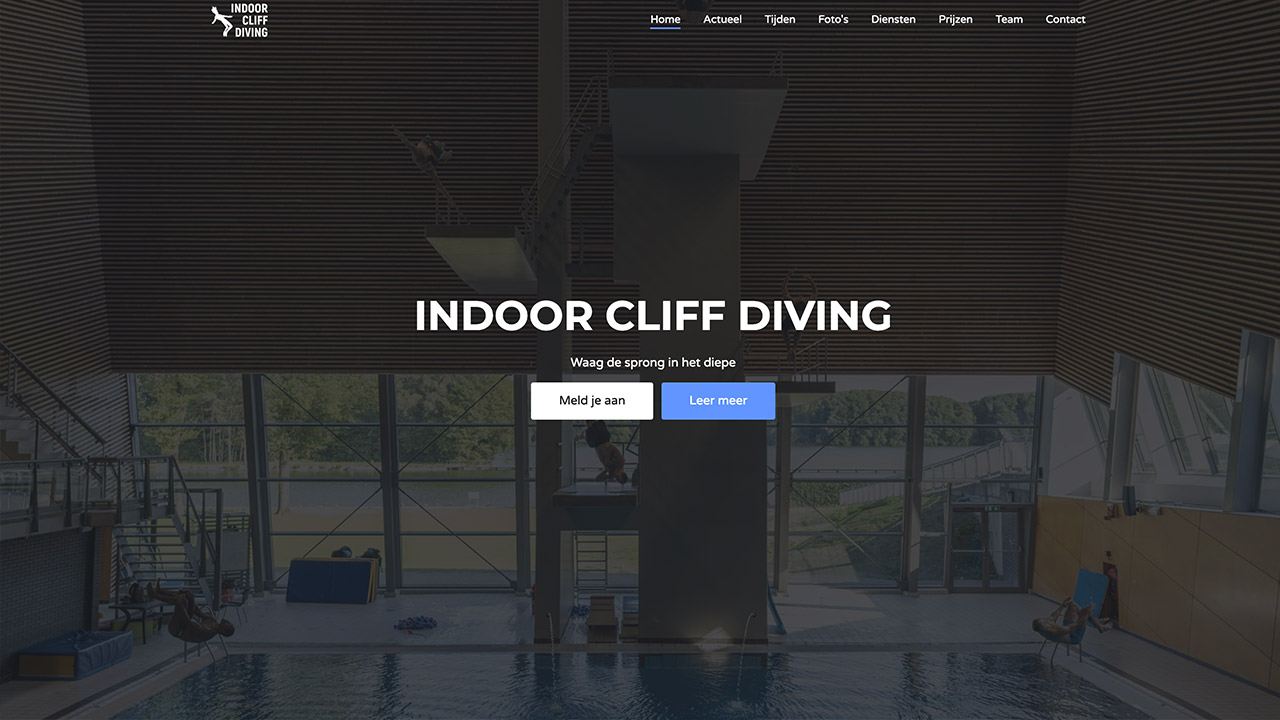 INDOOR
CLIFF
DIVING
Home Actueel Tijden Foto's Diensten Prijzen Team Contact
INDOOR CLIFF DIVING
Waag de sprong in het diepe
Meld je aan Leer meer